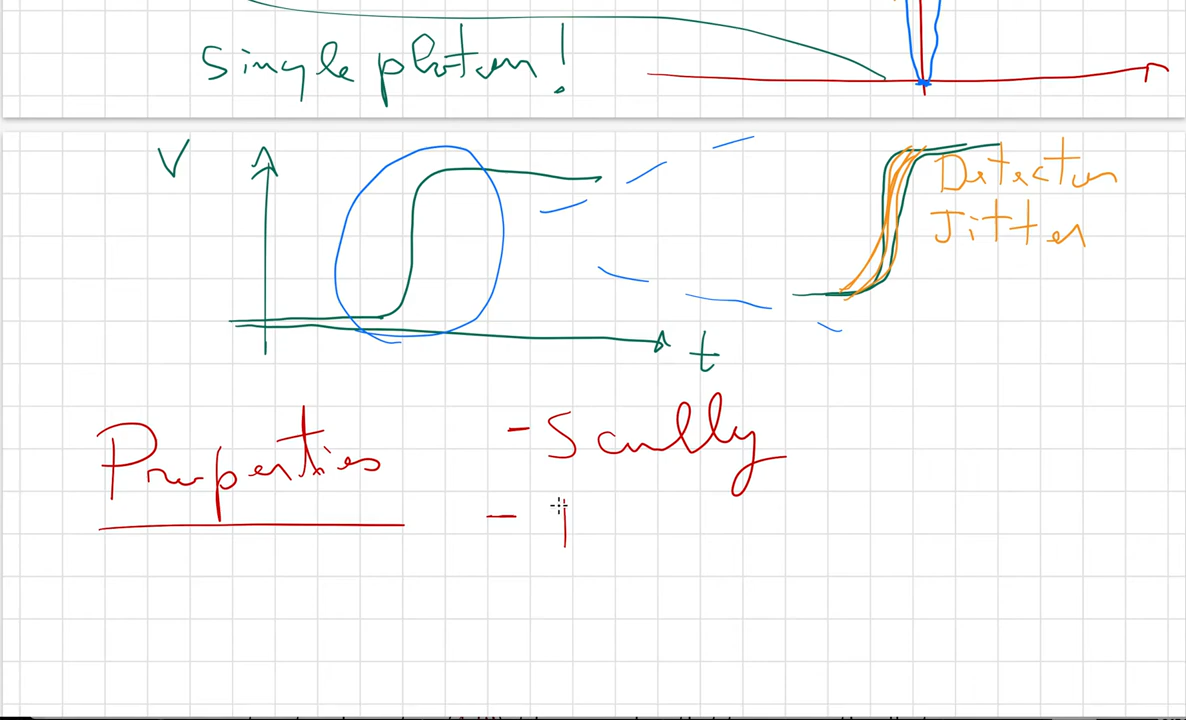 Single photon!
V
Detector
Jitter
t
Properties
- Scully
-